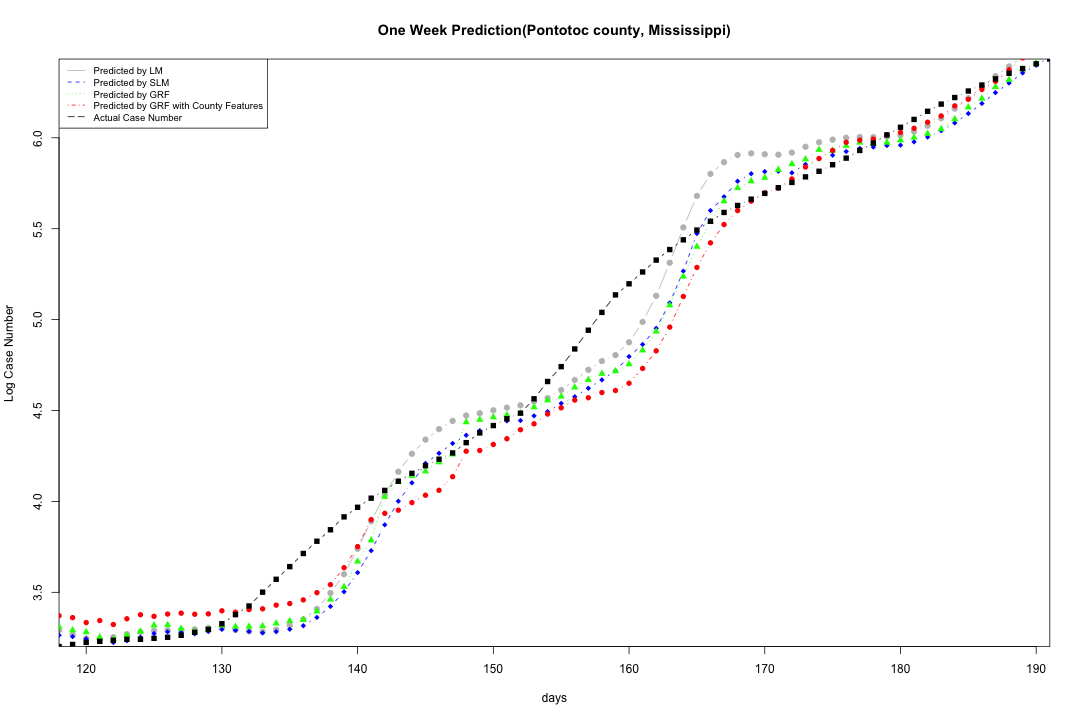 One Week Prediction(Pontotoc county, Mississippi)
Predicted by LM
Predicted by SLM
Predicted by GRF
Predicted by GRF with County Features
Actual Case Number
Log Case Number
6.0
5.5
5.0
4.5
4.0
3.5
120 130 140 150 160 170 180 190
days